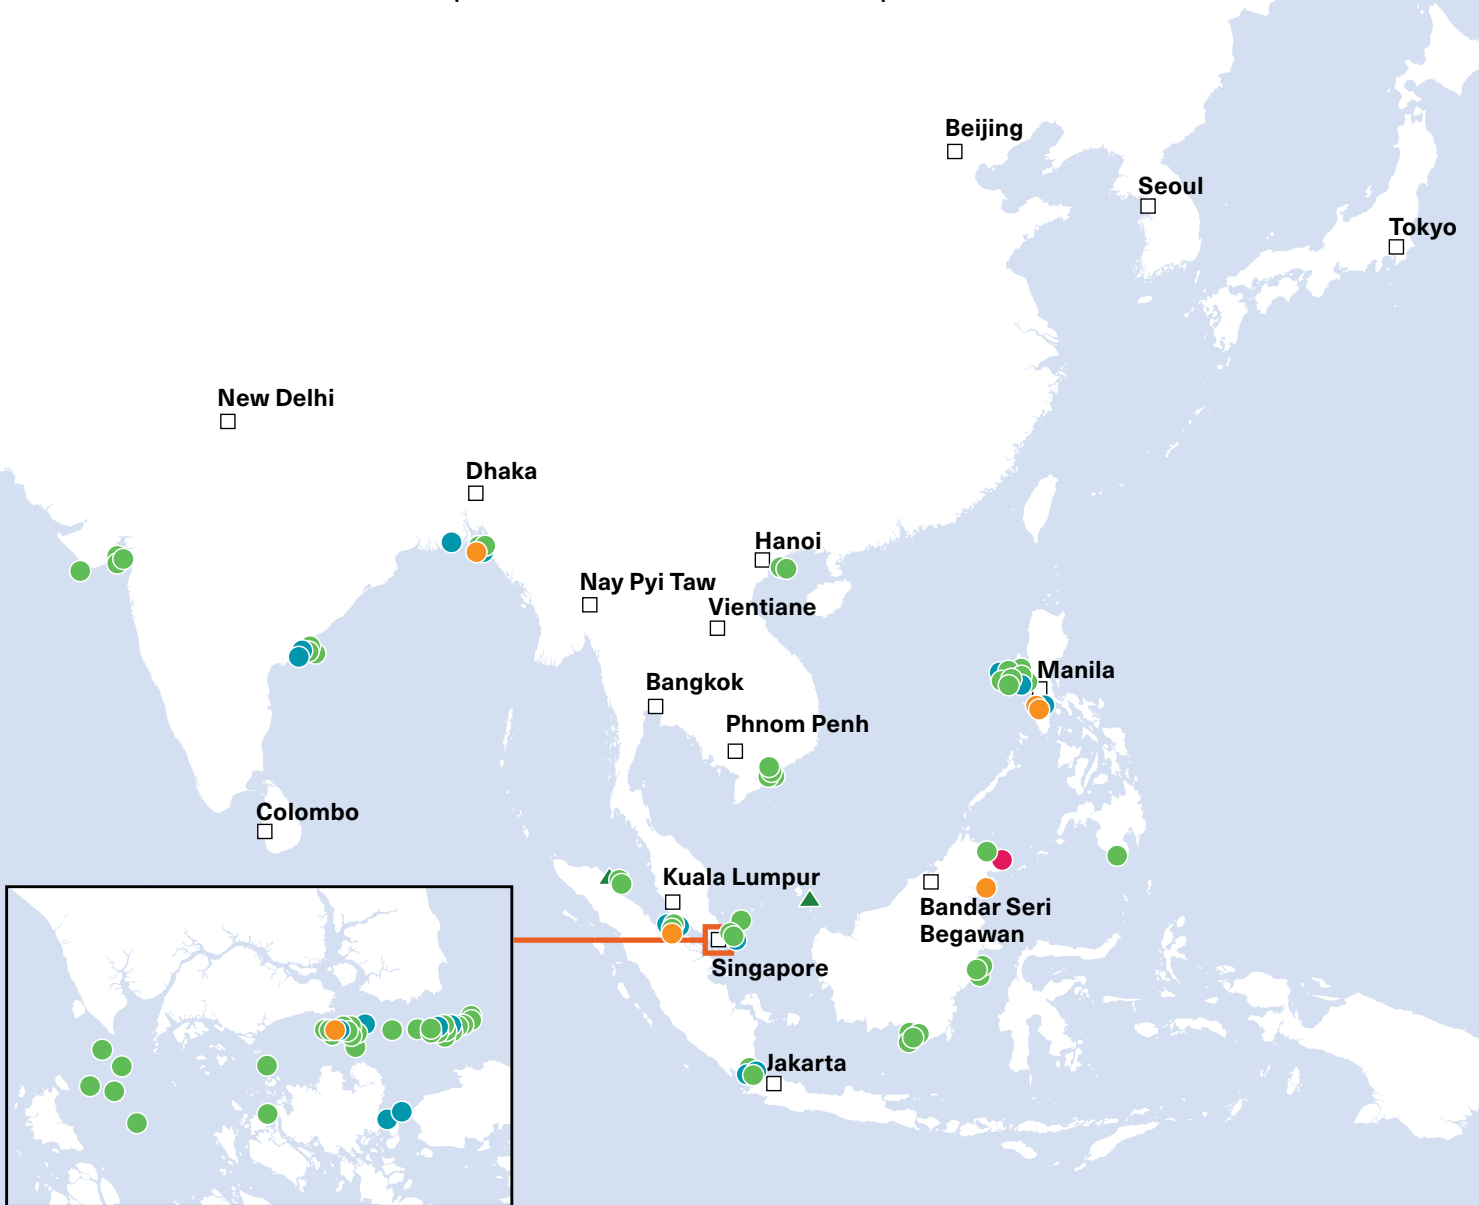 Beijing
Seoul
Tokyo
New Delhi
Dhaka
Hanoi
Nay Pyi Taw
Vientiane
Manila
Bangkok
Phnom Penh
Colombo
Kuala Lumpur
Bandar Seri
Begawan
Singapore
Jakarta